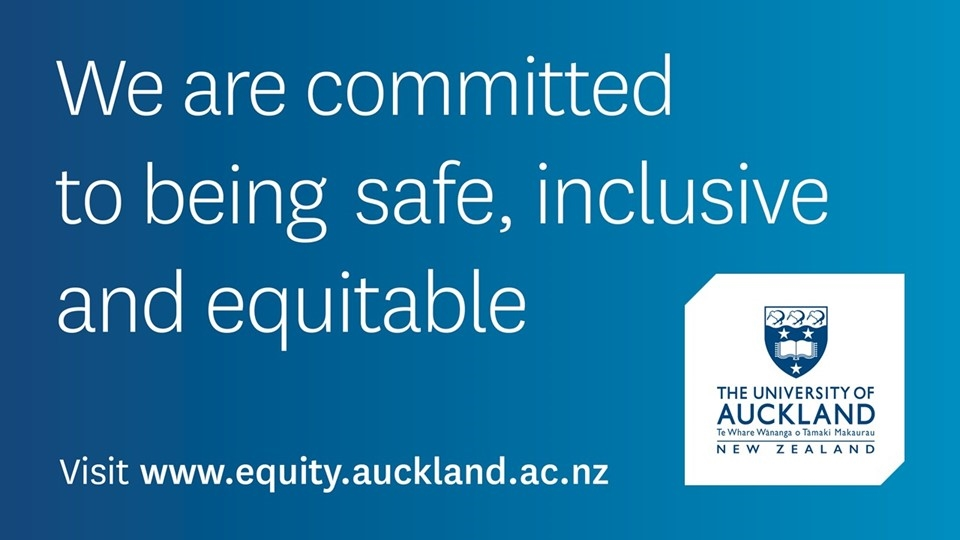 We are committed
to being safe, inclusive
and equitable
THE UNIVERSITY OF
AUCKLAND
Te Whare Wānanga o Tāmaki Makaurau
NEW ZEALAND
Visit www.equity.auckland.ac.nz